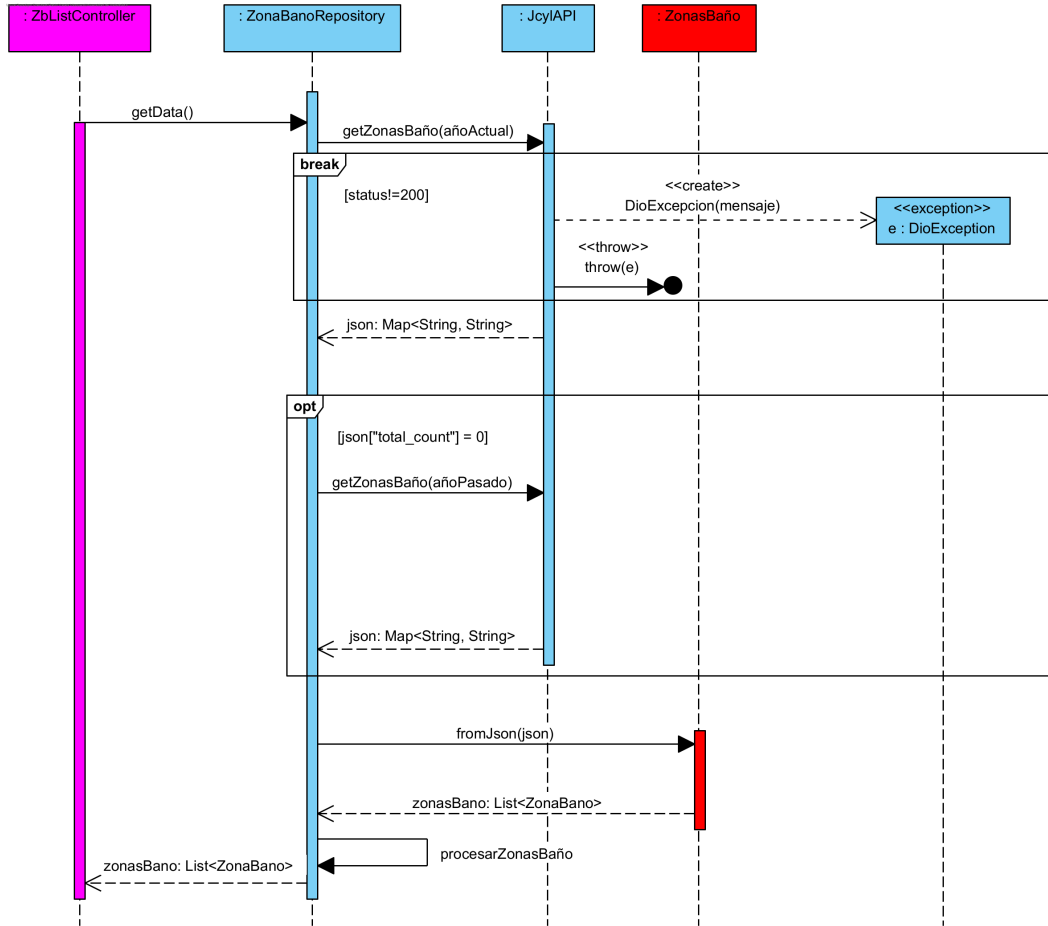 : ZbListController
: ZonaBanoRepository
: JcylAPI
: ZonasBaño
getData()
getZonasBaño(añoActual)
break
[status!=200]
<<create>>
DioExcepcion(mensaje)
<<exception>>
e : DioException
<<throw>>
throw(e)
json: Map<String, String>
opt
[json["total_count"] = 0]
getZonasBaño(añoPasado)
json: Map<String, String>
fromJson(json)
zonasBano: List<ZonaBano>
procesarZonasBaño
zonasBano: List<ZonaBano>